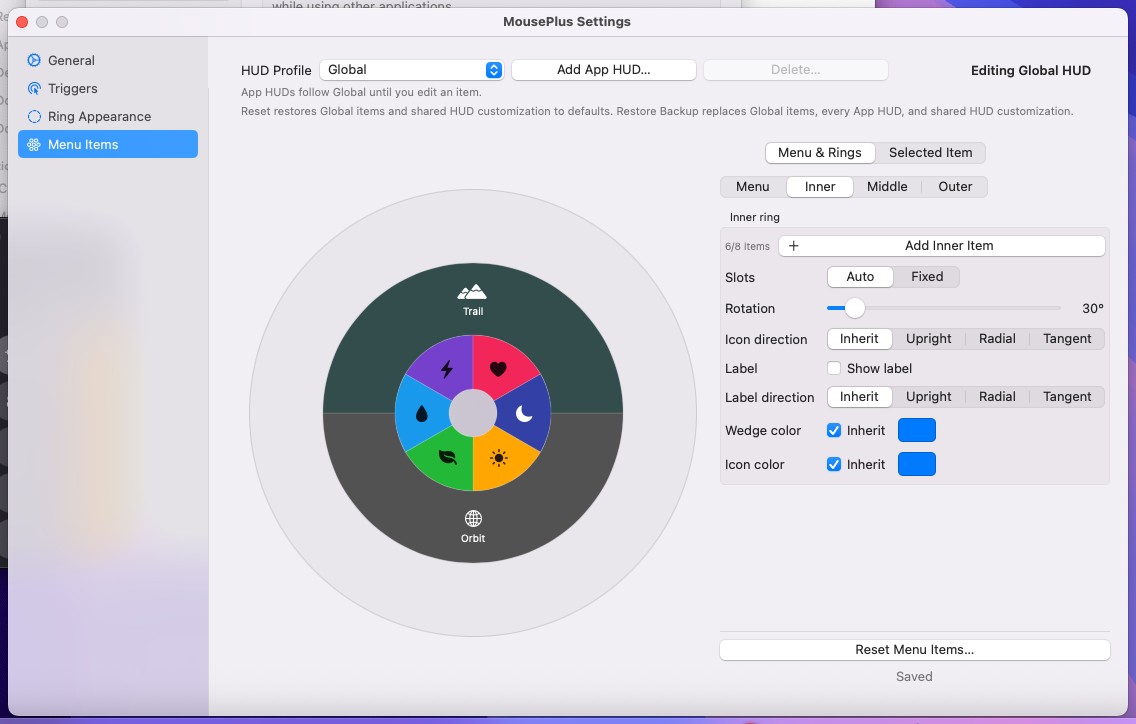 while using other applications
MousePlus Settings
General
Triggers
Ring Appearance
Menu Items
HUD Profile
Global
Add App HUD...
Delete...
Editing Global HUD
App HUDs follow Global until you edit an item.
Reset restores Global items and shared HUD customization to defaults. Restore Backup replaces Global items, every App HUD, and shared HUD customization.
Menu & Rings
Selected Item
Menu
Inner
Middle
Outer
Inner ring
6/8 items
+ Add Inner Item
Slots
Auto
Fixed
Rotation
30°
Icon direction
Inherit
Upright
Radial
Tangent
Label
Show label
Label direction
Inherit
Upright
Radial
Tangent
Wedge color
Inherit
Icon color
Inherit
Trail
Orbit
Reset Menu Items...
Saved